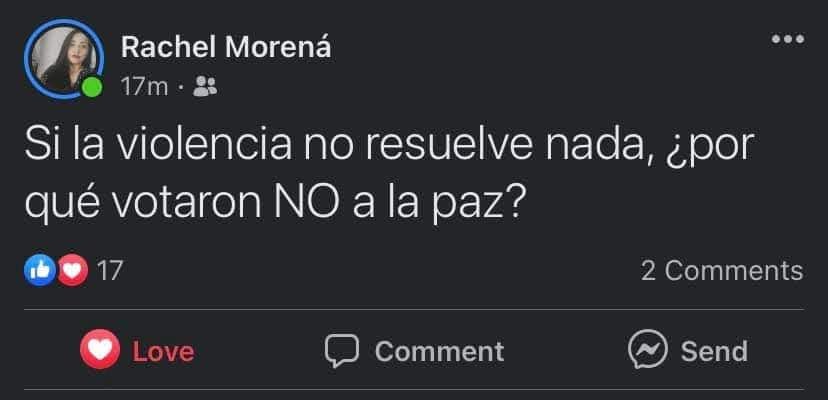 Rachel Morená
17m ·
Si la violencia no resuelve nada, ¿por
qué votaron NO a la paz?
17
2 Comments
Love
Comment
Send